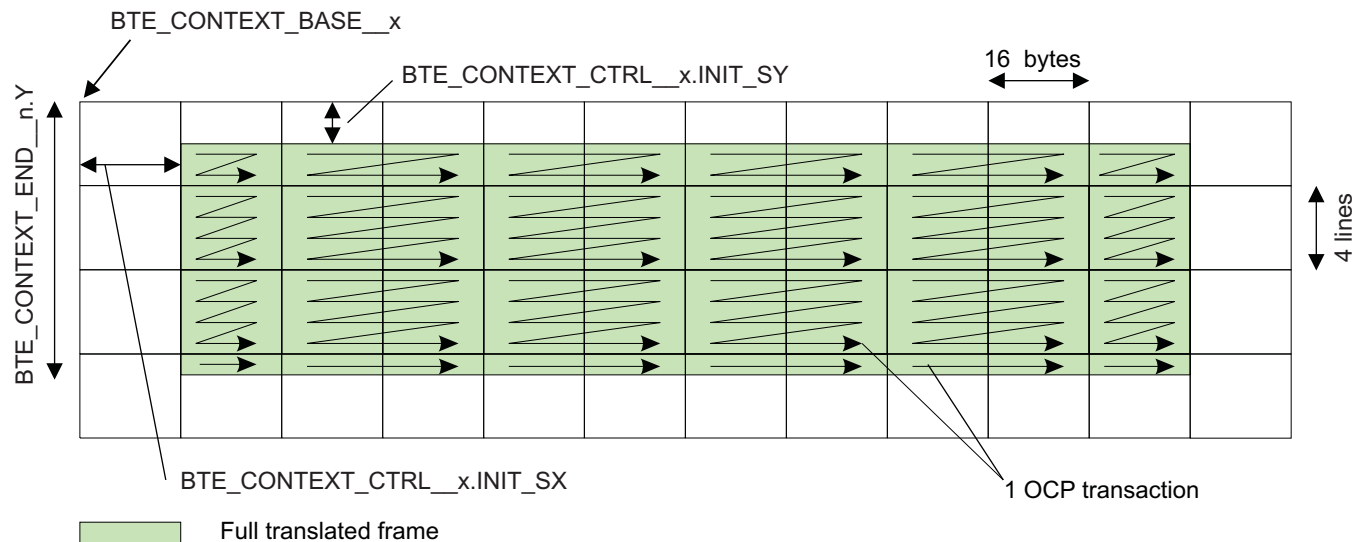 BTE_CONTEXT_BASE__x
16 bytes
BTE_CONTEXT_CTRL__x.INIT_SY
BTE_CONTEXT_END__n.Y
4 lines
BTE_CONTEXT_CTRL__x.INIT_SX
1 OCP transaction
Full translated frame